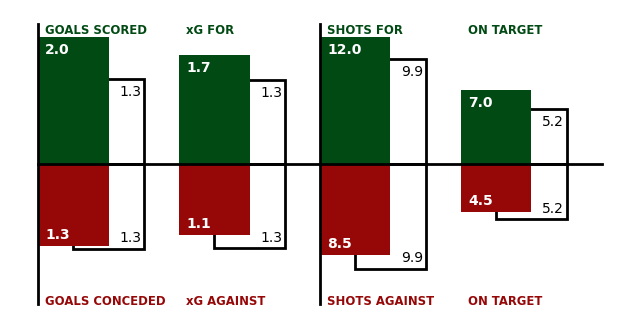 GOALS SCORED xG FOR SHOTS FOR ON TARGET
2.0 1.3 1.7 1.3 12.0 9.9 7.0 5.2
1.3 1.3 1.1 1.3 8.5 9.9 4.5 5.2
GOALS CONCEDED xG AGAINST SHOTS AGAINST ON TARGET